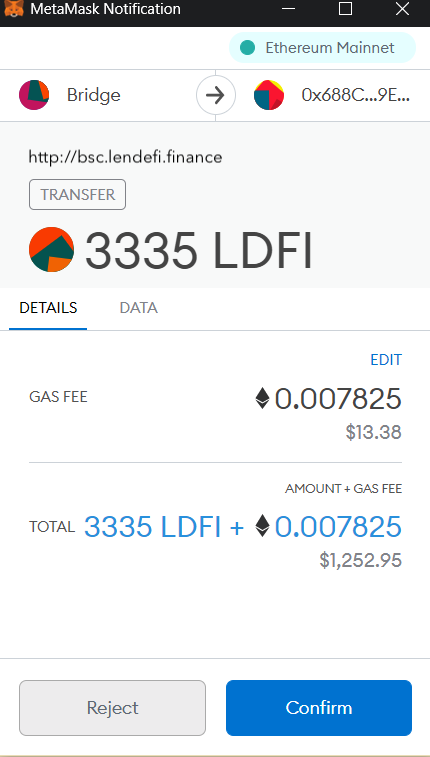 MetaMask Notification
Ethereum Mainnet
Bridge
0x688C...9E...
http://bsc.lendefi.finance
TRANSFER
3335 LDFI
DETAILS DATA
EDIT
GAS FEE 0.007825
$13.38
AMOUNT + GAS FEE
TOTAL 3335 LDFI + 0.007825
$1,252.95
Reject Confirm